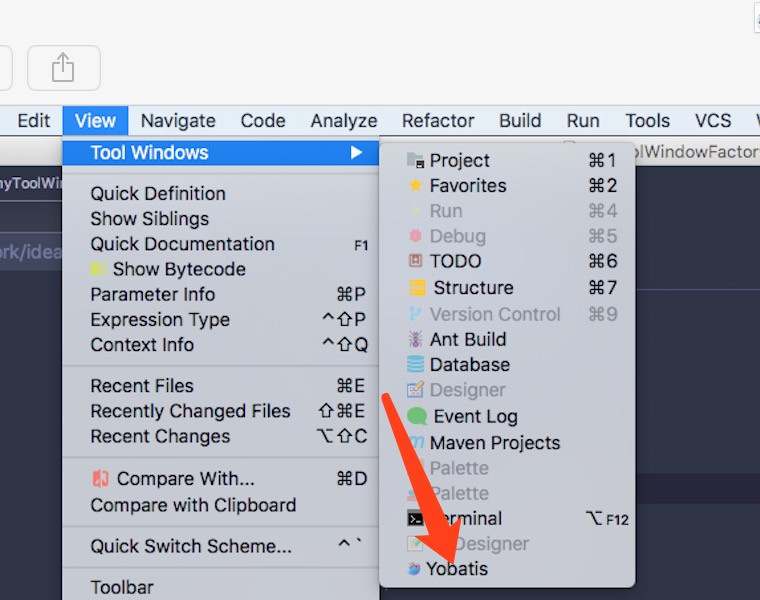 Edit View Navigate Code Analyze Refactor Build Run Tools VCS
Tool Windows
Quick Definition
Show Siblings
Quick Documentation F1
Show Bytecode
Parameter Info ⌘P
Expression Type ^⇧P
Context Info ^⇧Q
Recent Files ⌘E
Recently Changed Files ⇧⌘E
Recent Changes ⌥⇧C
Compare With... ⌘D
Compare with Clipboard
Quick Switch Scheme... ^`
Toolbar
Project ⌘1
Favorites ⌘2
Run ⌘4
Debug ⌘5
TODO ⌘6
Structure ⌘7
Version Control ⌘9
Ant Build
Database
Designer
Event Log
Maven Projects
Palette
Palette
erminal ⌥F12
Designer
Yobatis
olWindowFactor
nyToolWi
ork/idea